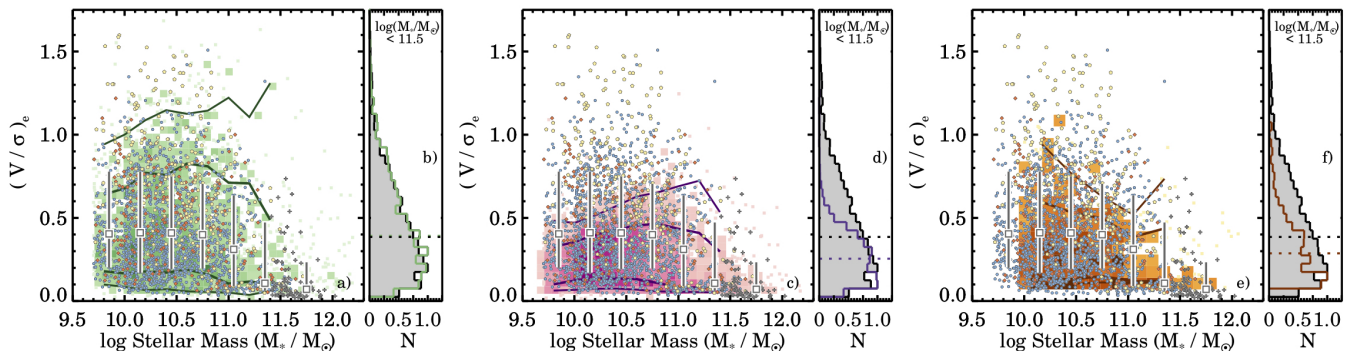 1.5
1.0
0.5
0.0
( V / σ )e
a)
9.5 10.0 10.5 11.0 11.5 12.0
log Stellar Mass (M* / M⊙)
log(M*/M⊙)
< 11.5
b)
0 0.5 1.0
N
1.5
1.0
0.5
0.0
( V / σ )e
c)
9.5 10.0 10.5 11.0 11.5 12.0
log Stellar Mass (M* / M⊙)
log(M*/M⊙)
< 11.5
d)
0 0.5 1.0
N
1.5
1.0
0.5
0.0
( V / σ )e
e)
9.5 10.0 10.5 11.0 11.5 12.0
log Stellar Mass (M* / M⊙)
log(M*/M⊙)
< 11.5
f)
0 0.5 1.0
N